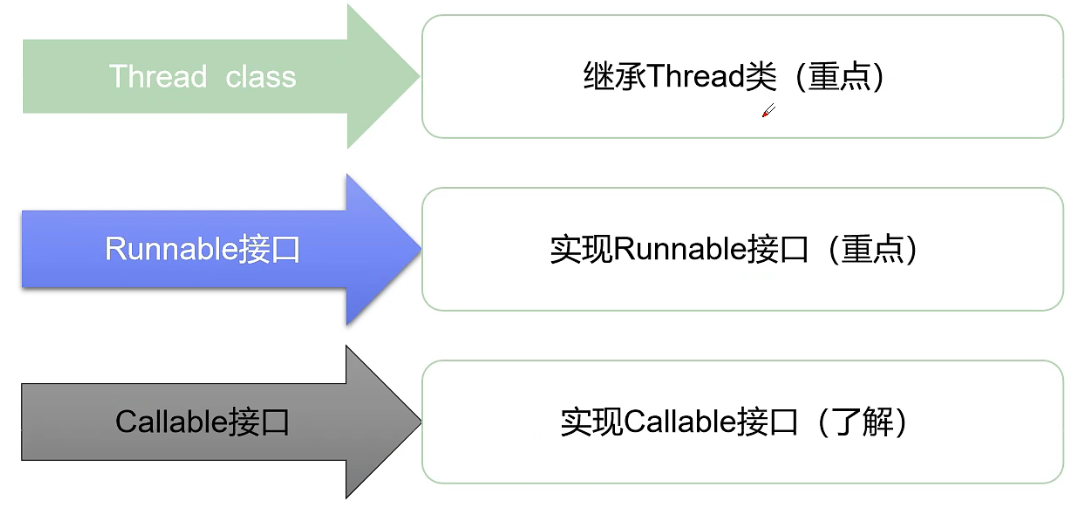 Thread class
继承Thread类（重点）
Runnable接口
实现Runnable接口（重点）
Callable接口
实现Callable接口（了解）